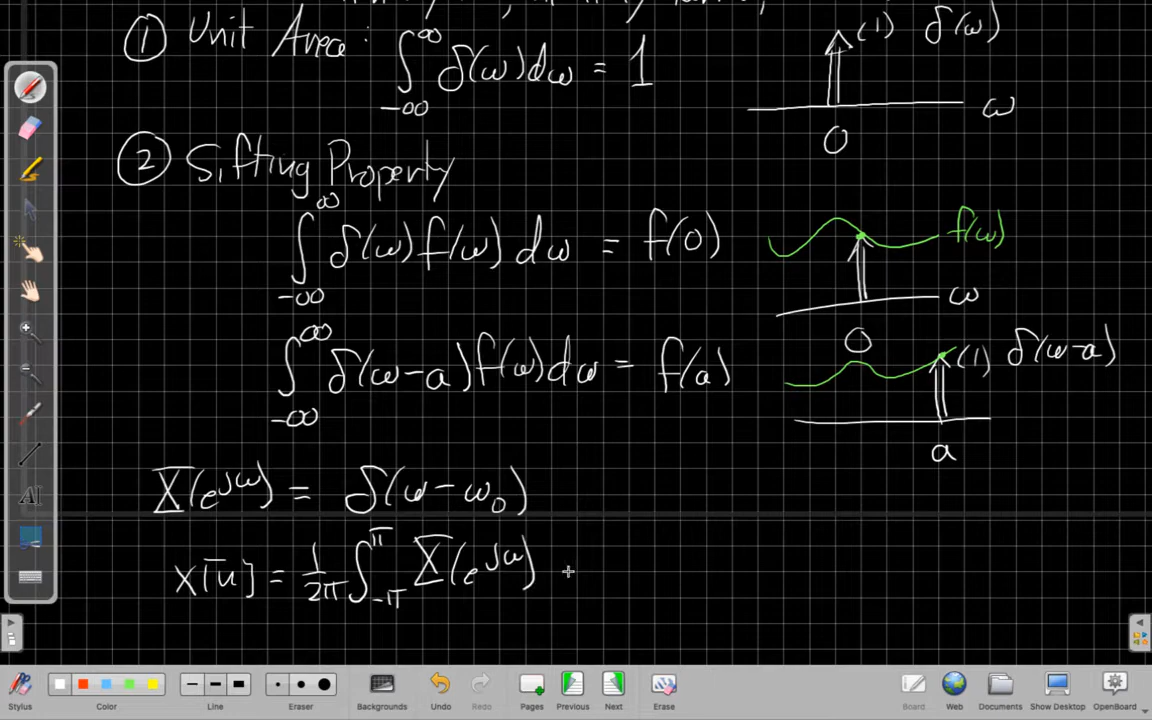 ① Unit Area: ∫_{-∞}^{∞} δ(ω)dω = 1
(1) δ(ω)
ω
0
② Sifting Property
∫_{-∞}^{∞} δ(ω)f(ω)dω = f(0)
f(ω)
ω
0
∫_{-∞}^{∞} δ(ω-a)f(ω)dω = f(a)
(1) δ(ω-a)
a
X(e^{jω}) = δ(ω-ω_0)
x[n] = 1/2π ∫_{-π}^{π} X(e^{jω})
Stylus
Color
Line
Eraser
Backgrounds
Undo
Redo
Pages
Previous
Next
Erase
Board
Web
Documents
Show Desktop
OpenBoard